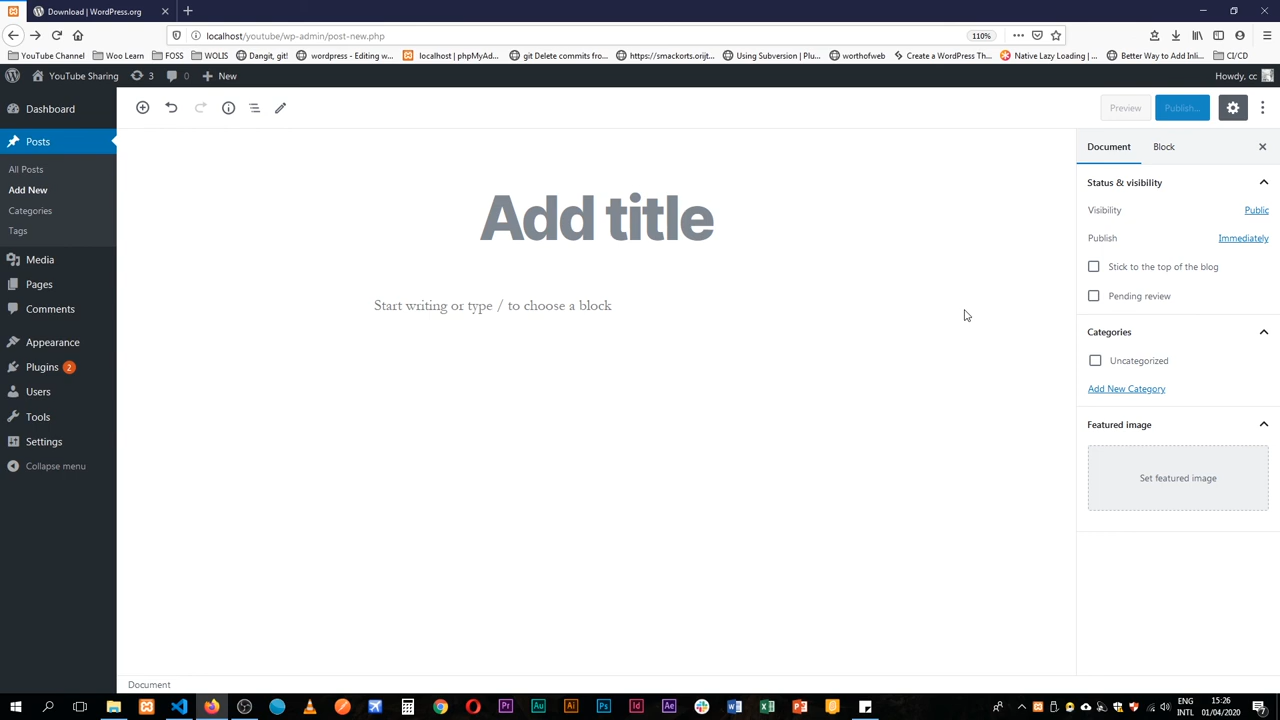 Download | WordPress.org
localhost/youtube/wp-admin/post-new.php
110%
YouTube Channel
Woo Learn
FOSS
WOLIS
Dangit, git!
wordpress - Editing w...
localhost | phpMyAd...
git Delete commits fro...
https://smackorts.orijt...
Using Subversion | Plu...
worthofweb
Create a WordPress Th...
Native Lazy Loading | ...
Better Way to Add Inli...
CI/CD
YouTube Sharing
3
0
New
Howdy, cc
Dashboard
Posts
All Posts
Add New
Categories
Tags
Media
Pages
Comments
Appearance
Plugins 2
Users
Tools
Settings
Collapse menu
Preview
Publish...
Add title
Start writing or type / to choose a block
Document
Block
Status & visibility
Visibility
Public
Publish
Immediately
Stick to the top of the blog
Pending review
Categories
Uncategorized
Add New Category
Featured image
Set featured image
Document
Pr
Au
Ai
Ps
Id
Ae
ENG
INTL
15:26
01/04/2020